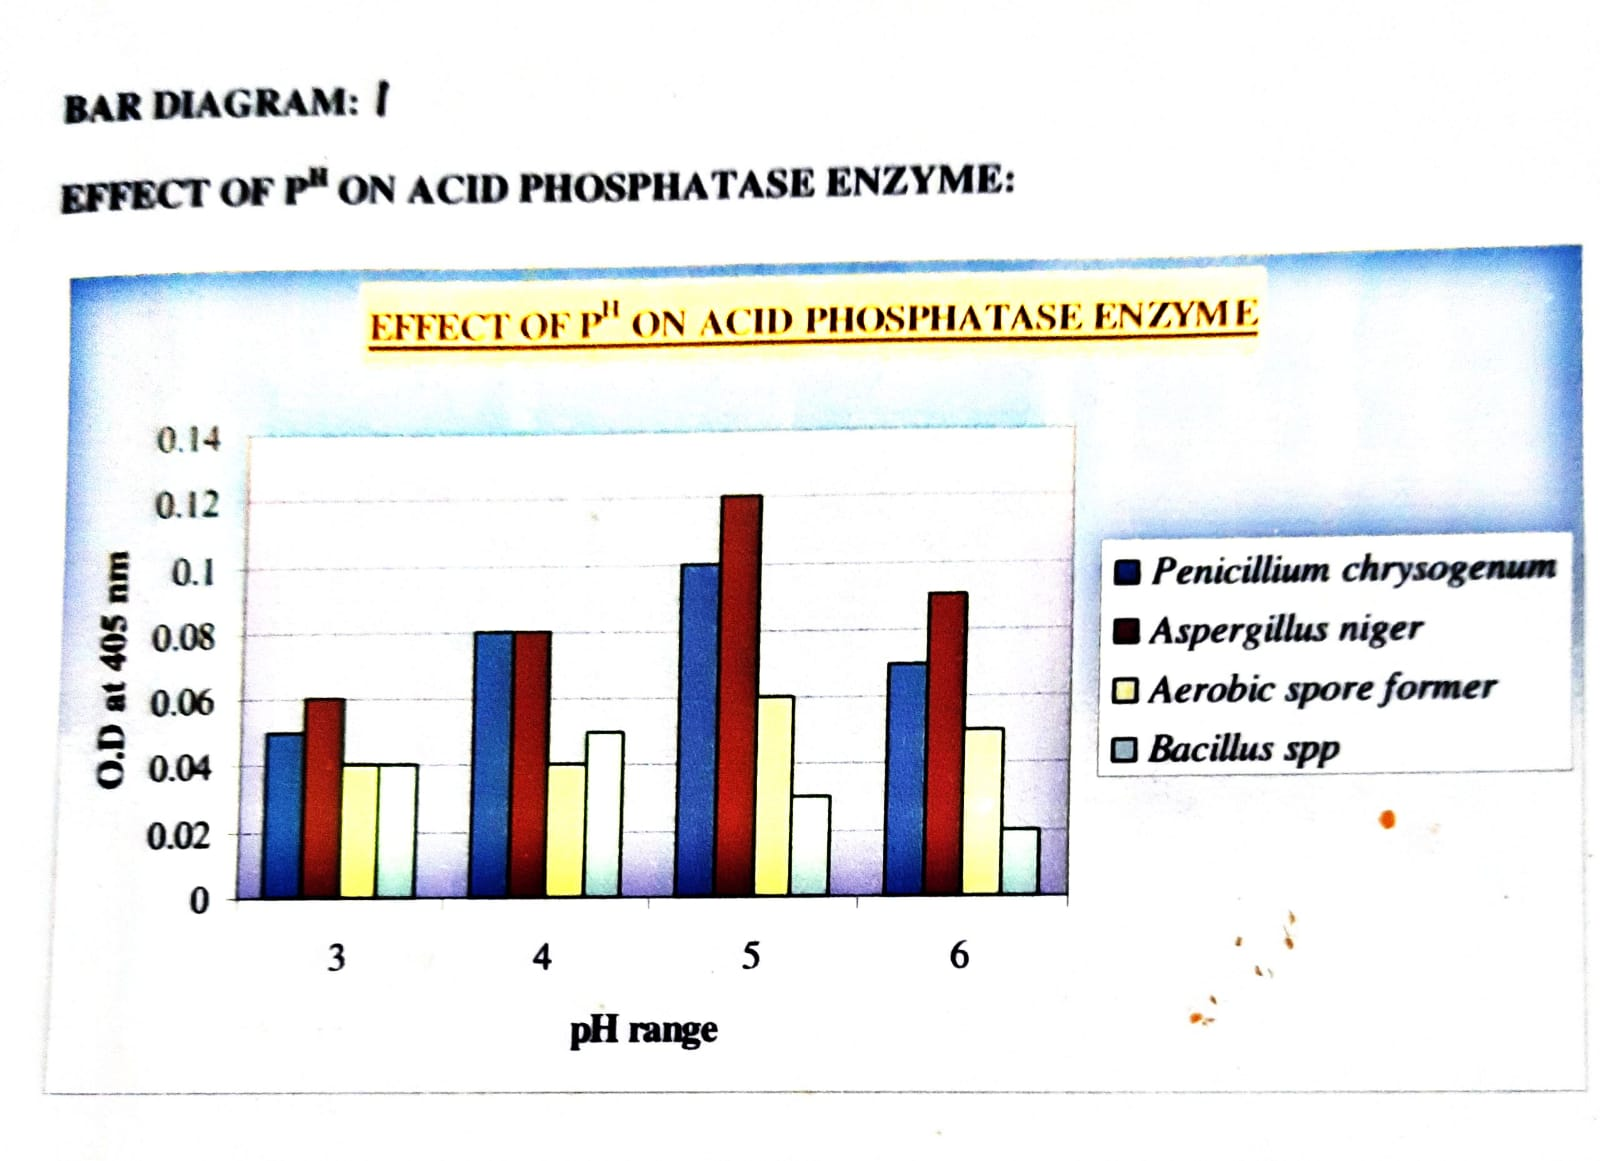 BAR DIAGRAM: 1
EFFECT OF P^H ON ACID PHOSPHATASE ENZYME:
EFFECT OF P^H ON ACID PHOSPHATASE ENZYME
0.14
0.12
0.1
0.08
0.06
0.04
0.02
0
O.D at 405 nm
3 4 5 6
pH range
Penicillium chrysogenum
Aspergillus niger
Aerobic spore former
Bacillus spp